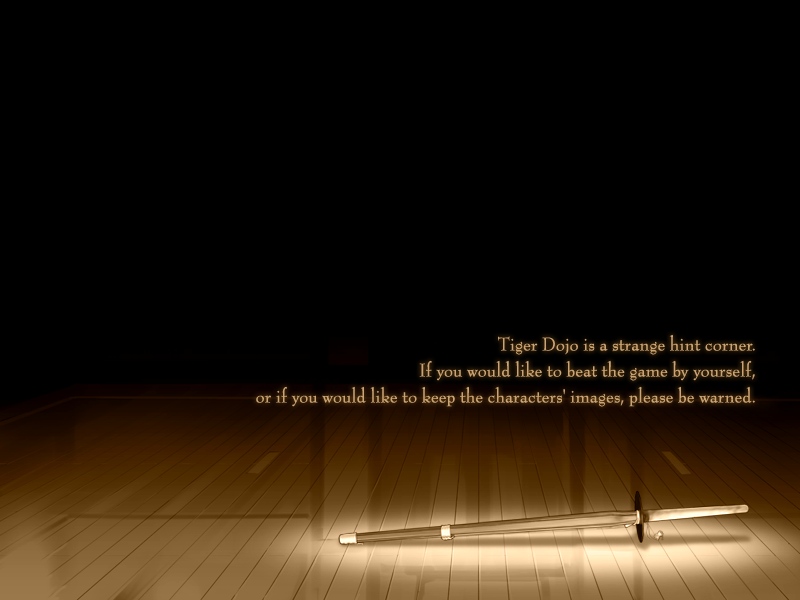 Tiger Dojo is a strange hint corner.
If you would like to beat the game by yourself,
or if you would like to keep the characters' images, please be warned.